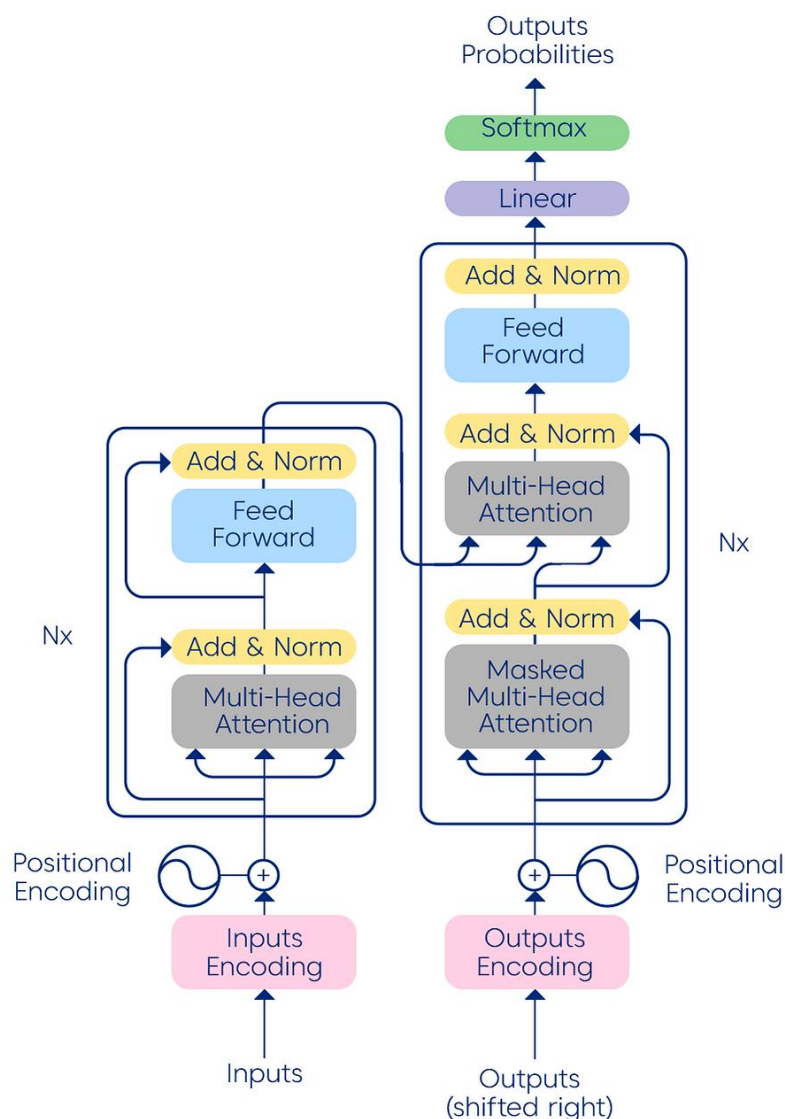 Outputs
Probabilities
Softmax
Linear
Add & Norm
Feed
Forward
Add & Norm
Multi-Head
Attention
Nx
Add & Norm
Masked
Multi-Head
Attention
Add & Norm
Feed
Forward
Nx
Add & Norm
Multi-Head
Attention
Positional
Encoding
+
+
Positional
Encoding
Inputs
Encoding
Outputs
Encoding
Inputs
Outputs
(shifted right)